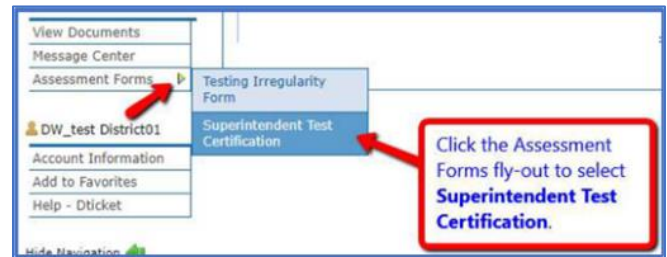 View Documents
Message Center
Assessment Forms
Testing Irregularity
Form
Superintendent Test
Certification
DW_test District01
Account Information
Add to Favorites
Help - Dticket
Hide Navigation
Click the Assessment
Forms fly-out to select
Superintendent Test
Certification.